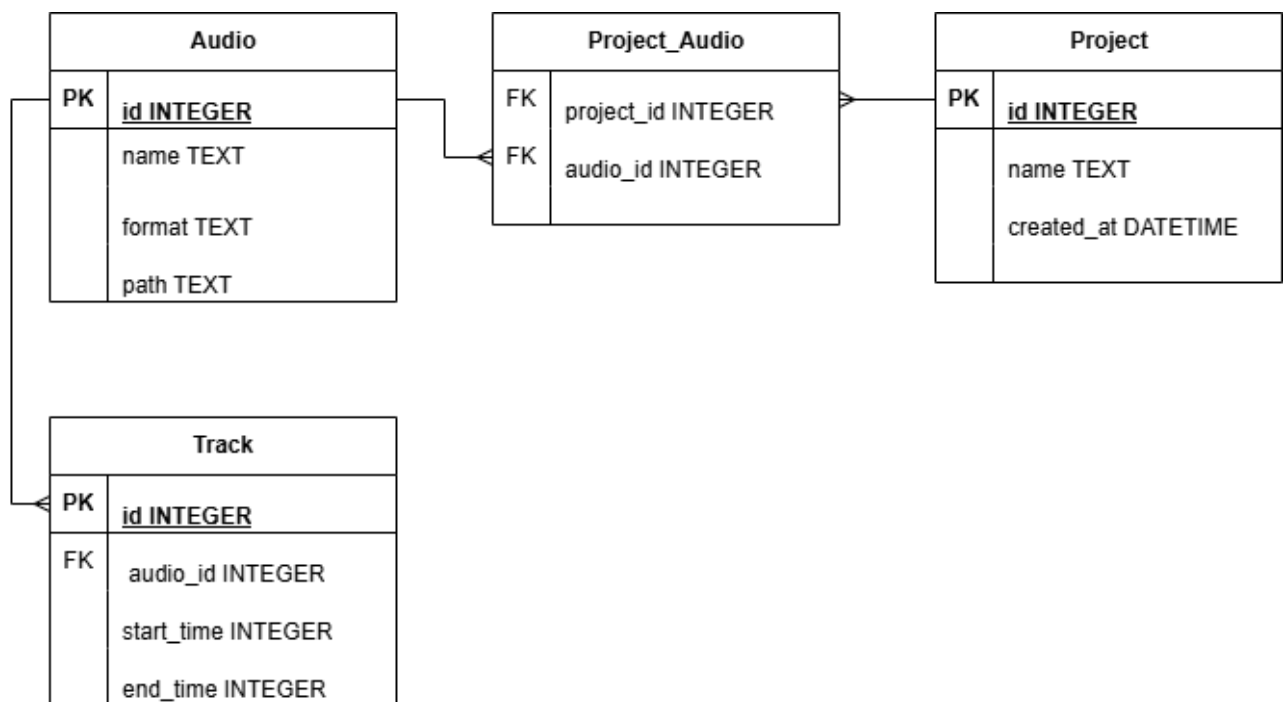 Audio
PK id INTEGER
name TEXT
format TEXT
path TEXT
Project_Audio
FK project_id INTEGER
FK audio_id INTEGER
Project
PK id INTEGER
name TEXT
created_at DATETIME
Track
PK id INTEGER
FK audio_id INTEGER
start_time INTEGER
end_time INTEGER